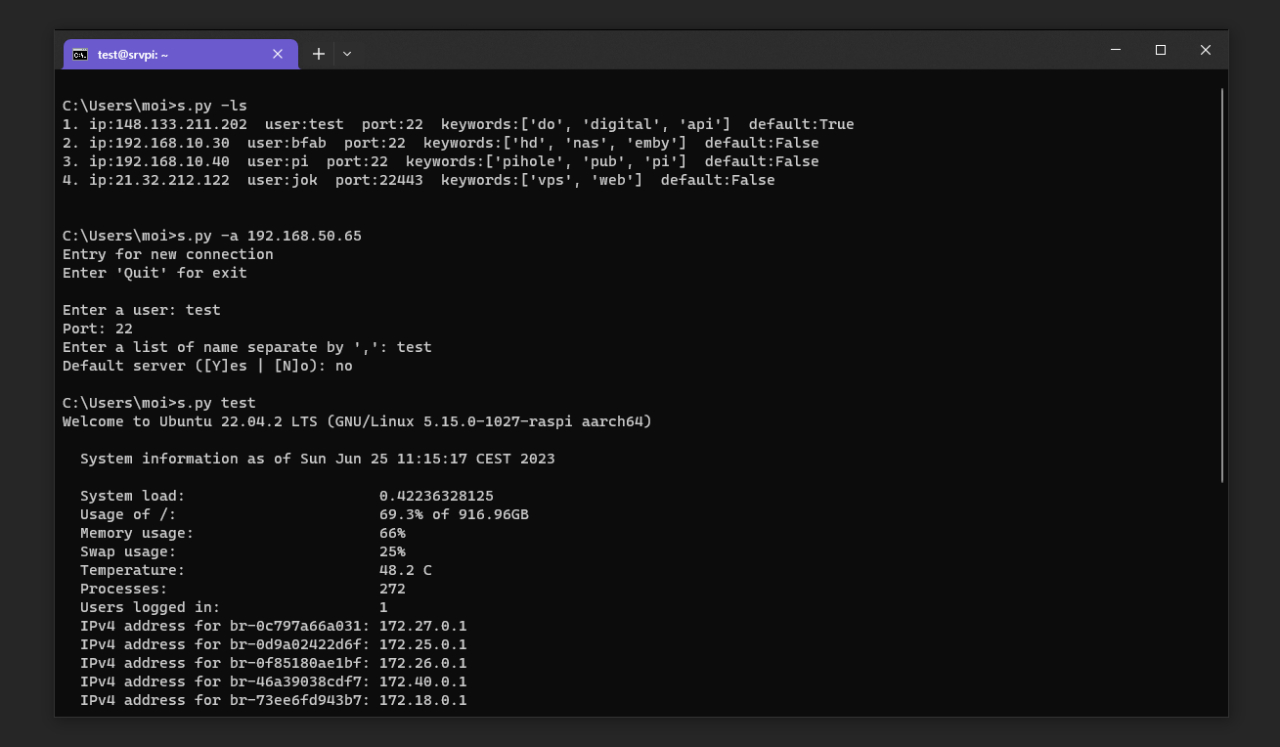 test@srvpi: ~
C:\Users\moi>s.py -ls
1. ip:148.133.211.202  user:test  port:22  keywords:['do', 'digital', 'api']  default:True
2. ip:192.168.10.30  user:bfab  port:22  keywords:['hd', 'nas', 'emby']  default:False
3. ip:192.168.10.40  user:pi  port:22  keywords:['pihole', 'pub', 'pi']  default:False
4. ip:21.32.212.122  user:jok  port:22443  keywords:['vps', 'web']  default:False
C:\Users\moi>s.py -a 192.168.50.65
Entry for new connection
Enter 'Quit' for exit
Enter a user: test
Port: 22
Enter a list of name separate by ',': test
Default server ([Y]es | [N]o): no
C:\Users\moi>s.py test
Welcome to Ubuntu 22.04.2 LTS (GNU/Linux 5.15.0-1027-raspi aarch64)
System information as of Sun Jun 25 11:15:17 CEST 2023
System load: 0.42236328125
Usage of /: 69.3% of 916.96GB
Memory usage: 66%
Swap usage: 25%
Temperature: 48.2 C
Processes: 272
Users logged in: 1
IPv4 address for br-0c797a66a031: 172.27.0.1
IPv4 address for br-0d9a02422d6f: 172.25.0.1
IPv4 address for br-0f85180ae1bf: 172.26.0.1
IPv4 address for br-46a39038cdf7: 172.40.0.1
IPv4 address for br-73ee6fd943b7: 172.18.0.1